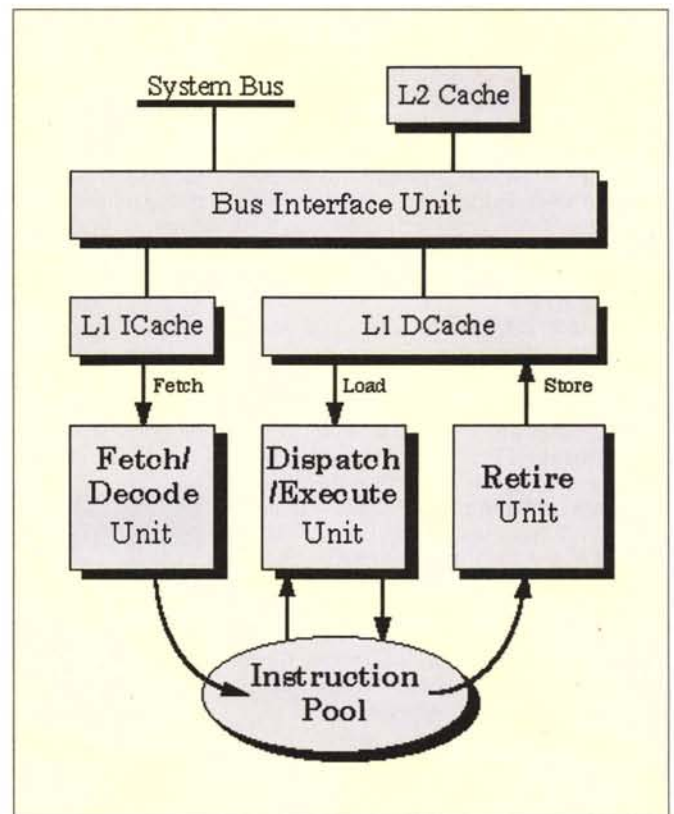 System Bus
L2 Cache
Bus Interface Unit
L1 ICache
L1 DCache
Fetch
Load
Store
Fetch/
Decode
Unit
Dispatch
/Execute
Unit
Retire
Unit
Instruction
Pool